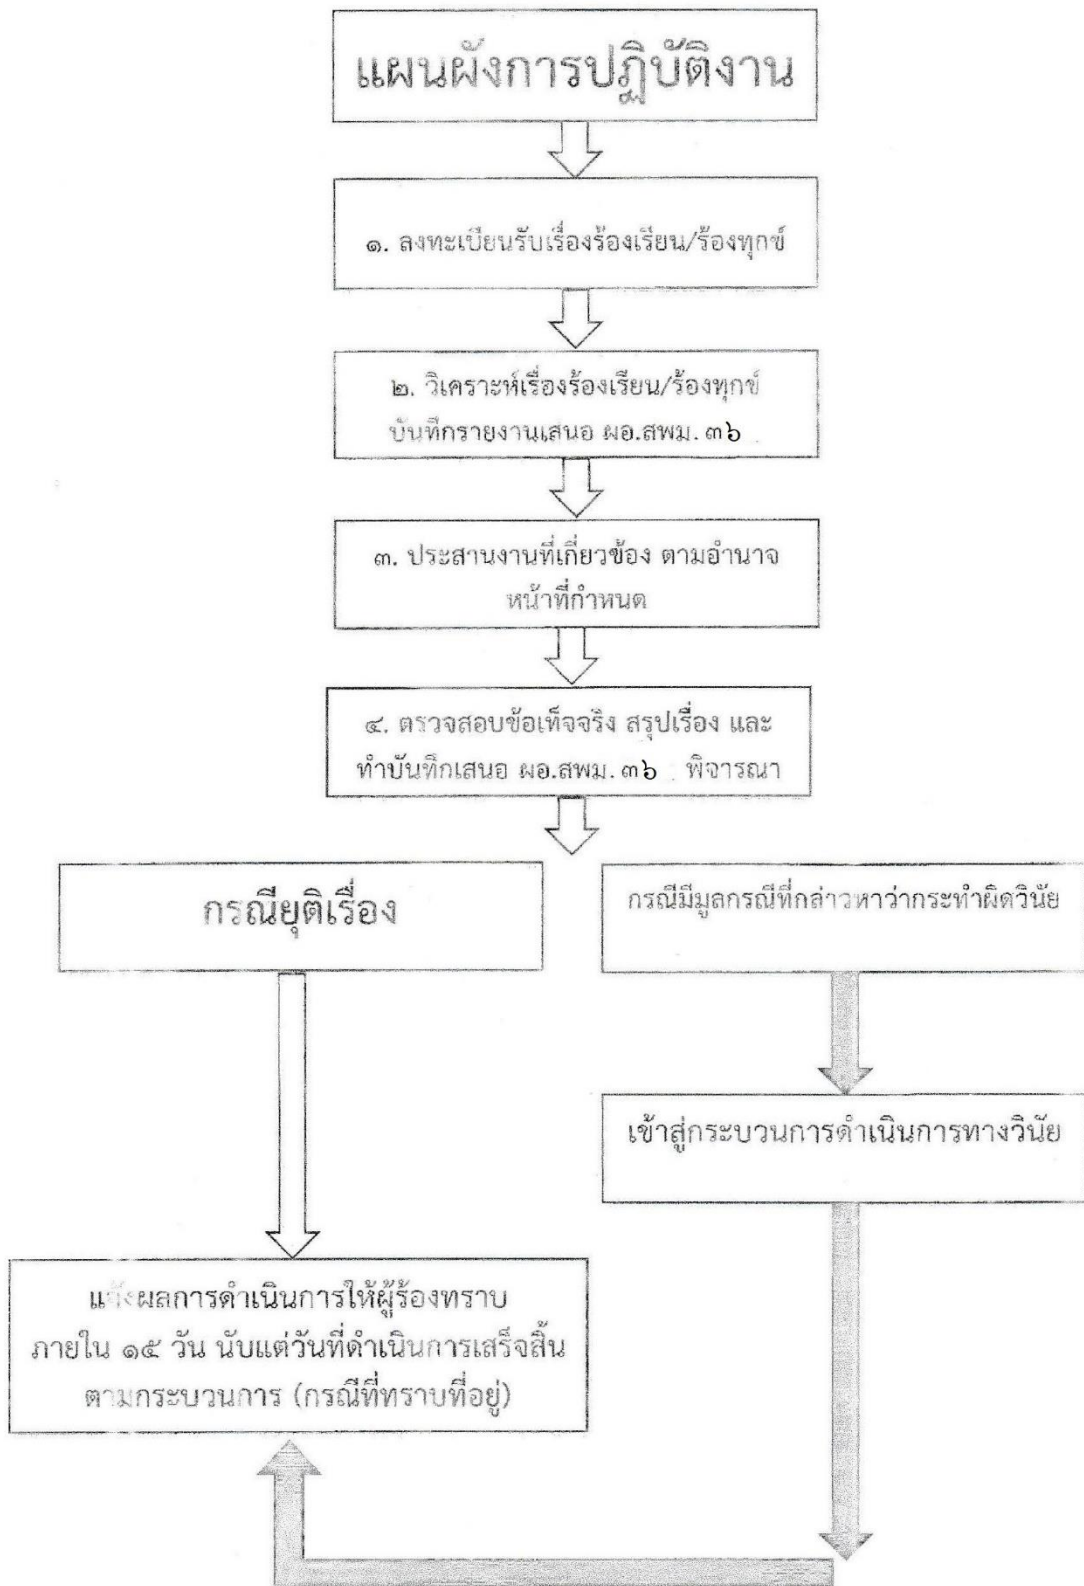 แผนผังการปฏิบัติงาน
๑. ลงทะเบียนรับเรื่องร้องเรียน/ร้องทุกข์
๒. วิเคราะห์เรื่องร้องเรียน/ร้องทุกข์
บันทึกรายงานเสนอ ผอ.สพม. ๓๖
๓. ประสานงานที่เกี่ยวข้อง ตามอำนาจ
หน้าที่กำหนด
๔. ตรวจสอบข้อเท็จจริง สรุปเรื่อง และ
ทำบันทึกเสนอ ผอ.สพม. ๓๖ พิจารณา
กรณียุติเรื่อง
กรณีมีมูลกรณีที่กล่าวหาว่ากระทำผิดวินัย
เข้าสู่กระบวนการดำเนินการทางวินัย
แจ้งผลการดำเนินการให้ผู้ร้องทราบ
ภายใน ๑๕ วัน นับแต่วันที่ดำเนินการเสร็จสิ้น
ตามกระบวนการ (กรณีที่ทราบที่อยู่)